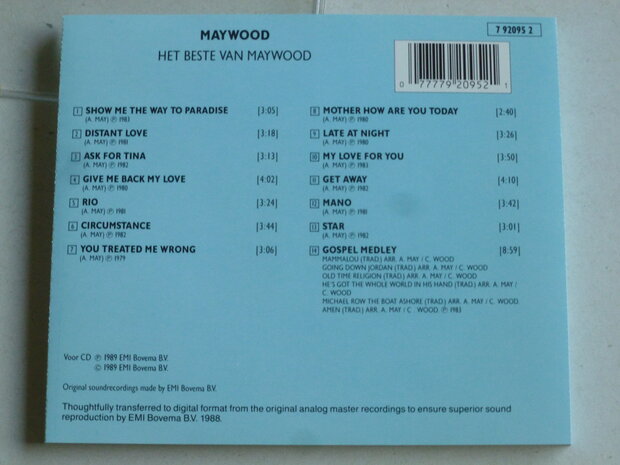 MAYWOOD
HET BESTE VAN MAYWOOD
7 92095 2
0 77779 20952 1
1 SHOW ME THE WAY TO PARADISE [3:05]
(A. MAY) ℗ 1983
2 DISTANT LOVE [3:18]
(A. MAY) ℗ 1981
3 ASK FOR TINA [3:13]
(A. MAY) ℗ 1982
4 GIVE ME BACK MY LOVE [4:02]
(A. MAY) ℗ 1980
5 RIO [3:24]
(A. MAY) ℗ 1981
6 CIRCUMSTANCE [3:44]
(A. MAY) ℗ 1982
7 YOU TREATED ME WRONG [3:06]
(A. MAY) ℗ 1979
8 MOTHER HOW ARE YOU TODAY [2:40]
(A. MAY) ℗ 1980
9 LATE AT NIGHT [3:26]
(A. MAY) ℗ 1980
10 MY LOVE FOR YOU [3:50]
(A. MAY) ℗ 1983
11 GET AWAY [4:10]
(A. MAY) ℗ 1982
12 MANO [3:42]
(A. MAY) ℗ 1981
13 STAR [3:01]
(A. MAY) ℗ 1982
14 GOSPEL MEDLEY [8:59]
MAMMALOU (TRAD.) ARR. A. MAY / C. WOOD
GOING DOWN JORDAN (TRAD.) ARR. A. MAY / C. WOOD
OLD TIME RELIGION (TRAD.) ARR. A. MAY / C. WOOD
HE'S GOT THE WHOLE WORLD IN HIS HAND (TRAD.) ARR. A. MAY /
C. WOOD
MICHAEL ROW THE BOAT ASHORE (TRAD.) ARR. A. MAY / C. WOOD.
AMEN (TRAD.) ARR. A. MAY / C. WOOD. ℗ 1983
Voor CD ℗ 1989 EMI Bovema B.V.
© 1989 EMI Bovema B.V.
Original soundrecordings made by EMI Bovema B.V.
Thoughtfully transferred to digital format from the original analog master recordings to ensure superior sound
reproduction by EMI Bovema B.V. 1988.